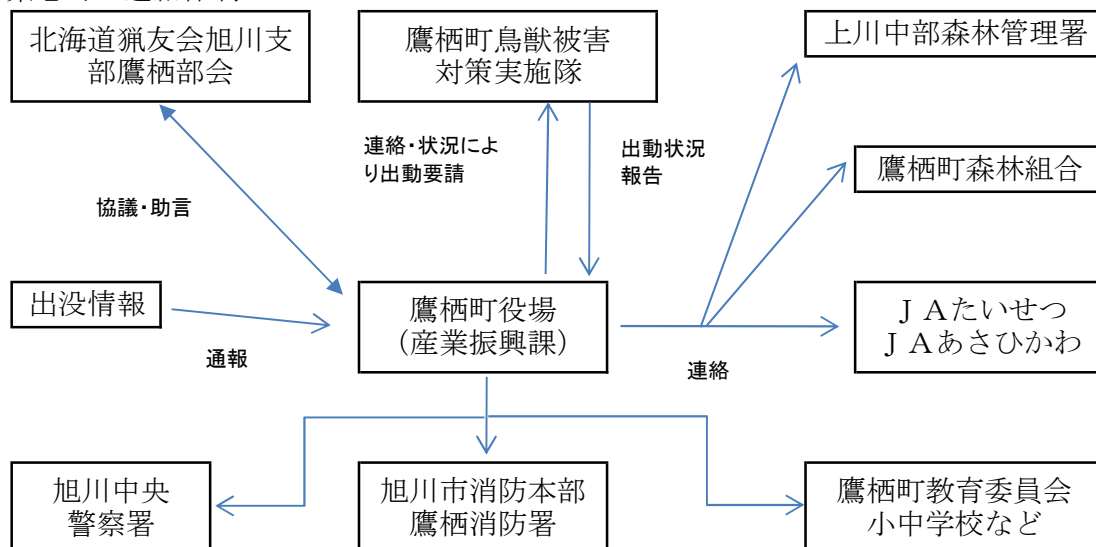 北海道猟友会旭川支
部鷹栖部会
鷹栖町鳥獣被害
対策実施隊
上川中部森林管理署
連絡・状況によ
り出動要請
出動状況
報告
鷹栖町森林組合
協議・助言
出没情報
鷹栖町役場
(産業振興課)
ＪＡたいせつ
ＪＡあさひかわ
通報
連絡
旭川中央
警察署
旭川市消防本部
鷹栖消防署
鷹栖町教育委員会
小中学校など